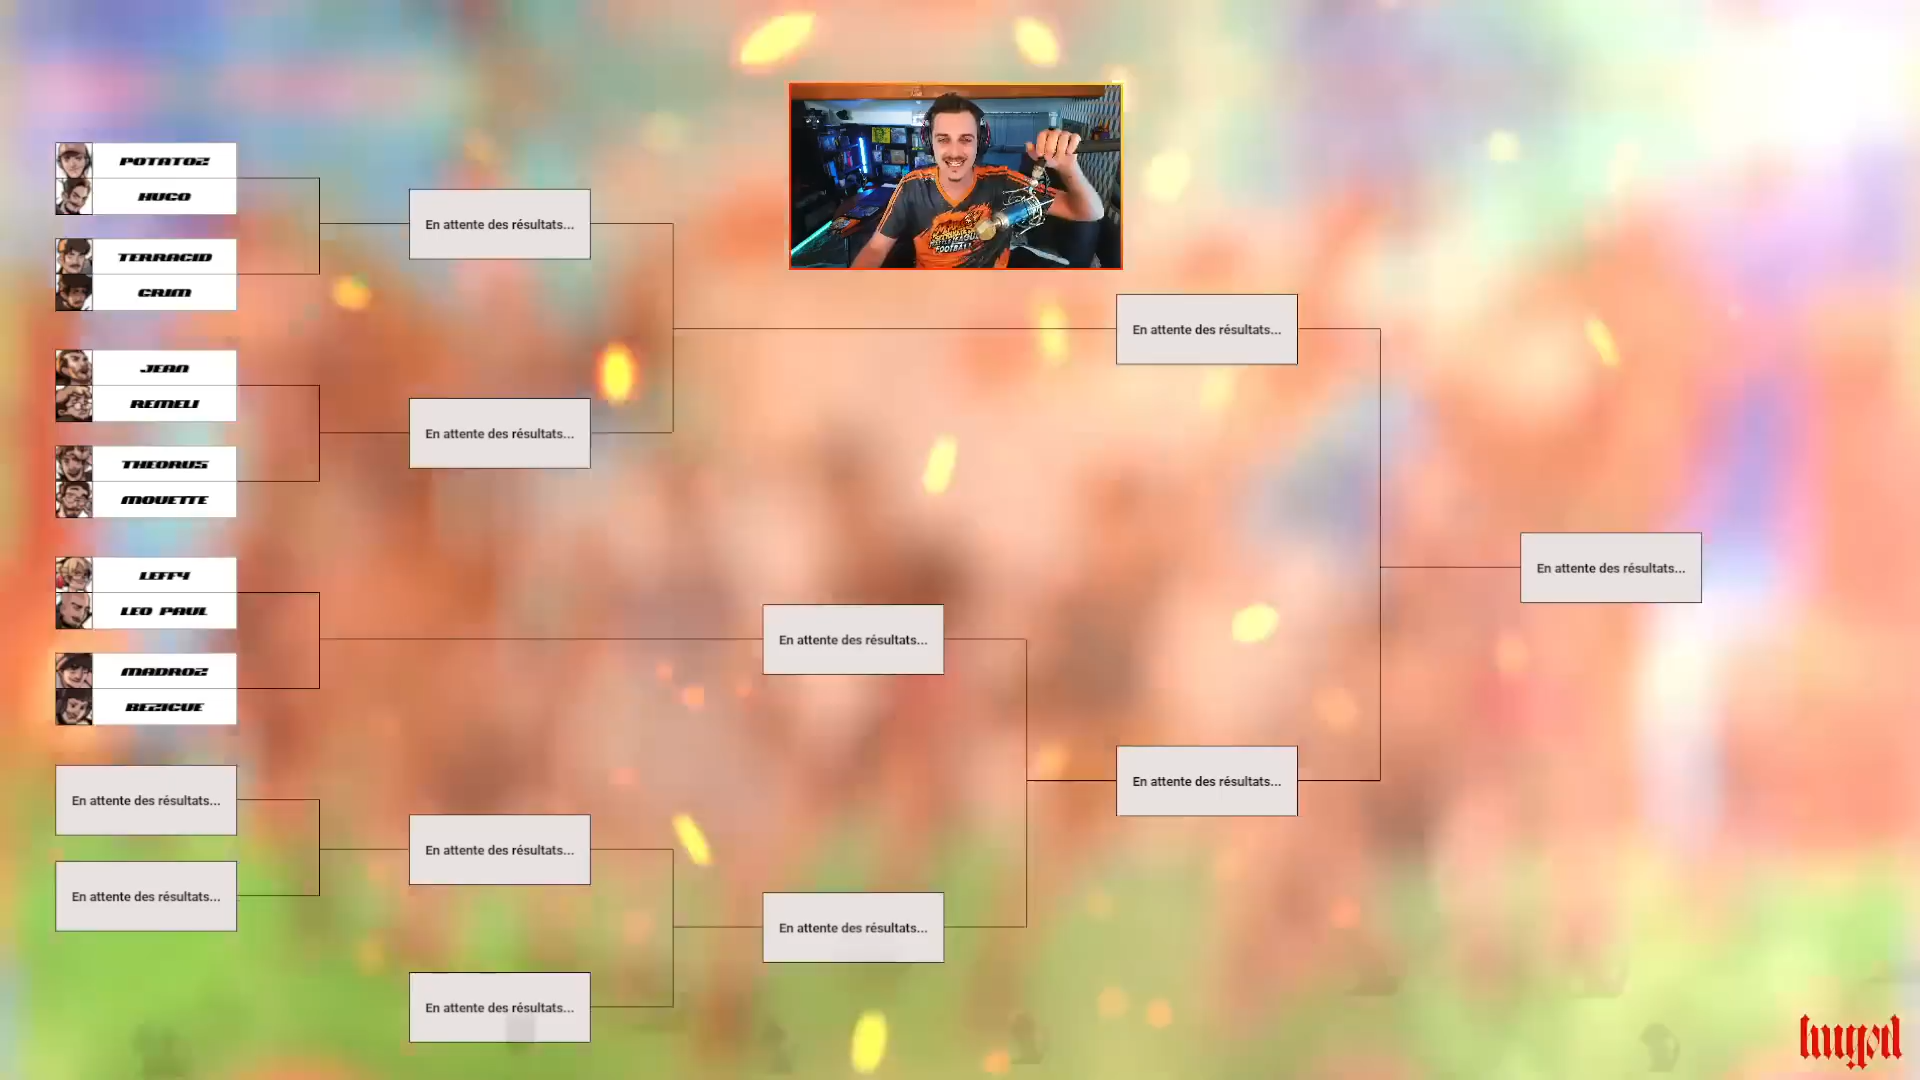 POTATOZ
HUGO
TERRACID
CRIM
JEAN
REMELI
THEORUS
MOUETTE
LEFFY
LEO PAUL
MADROZ
BEZIGUE
En attente des résultats...
En attente des résultats...
En attente des résultats...
En attente des résultats...
En attente des résultats...
En attente des résultats...
En attente des résultats...
En attente des résultats...
En attente des résultats...
En attente des résultats...
En attente des résultats...
FOOTBALL